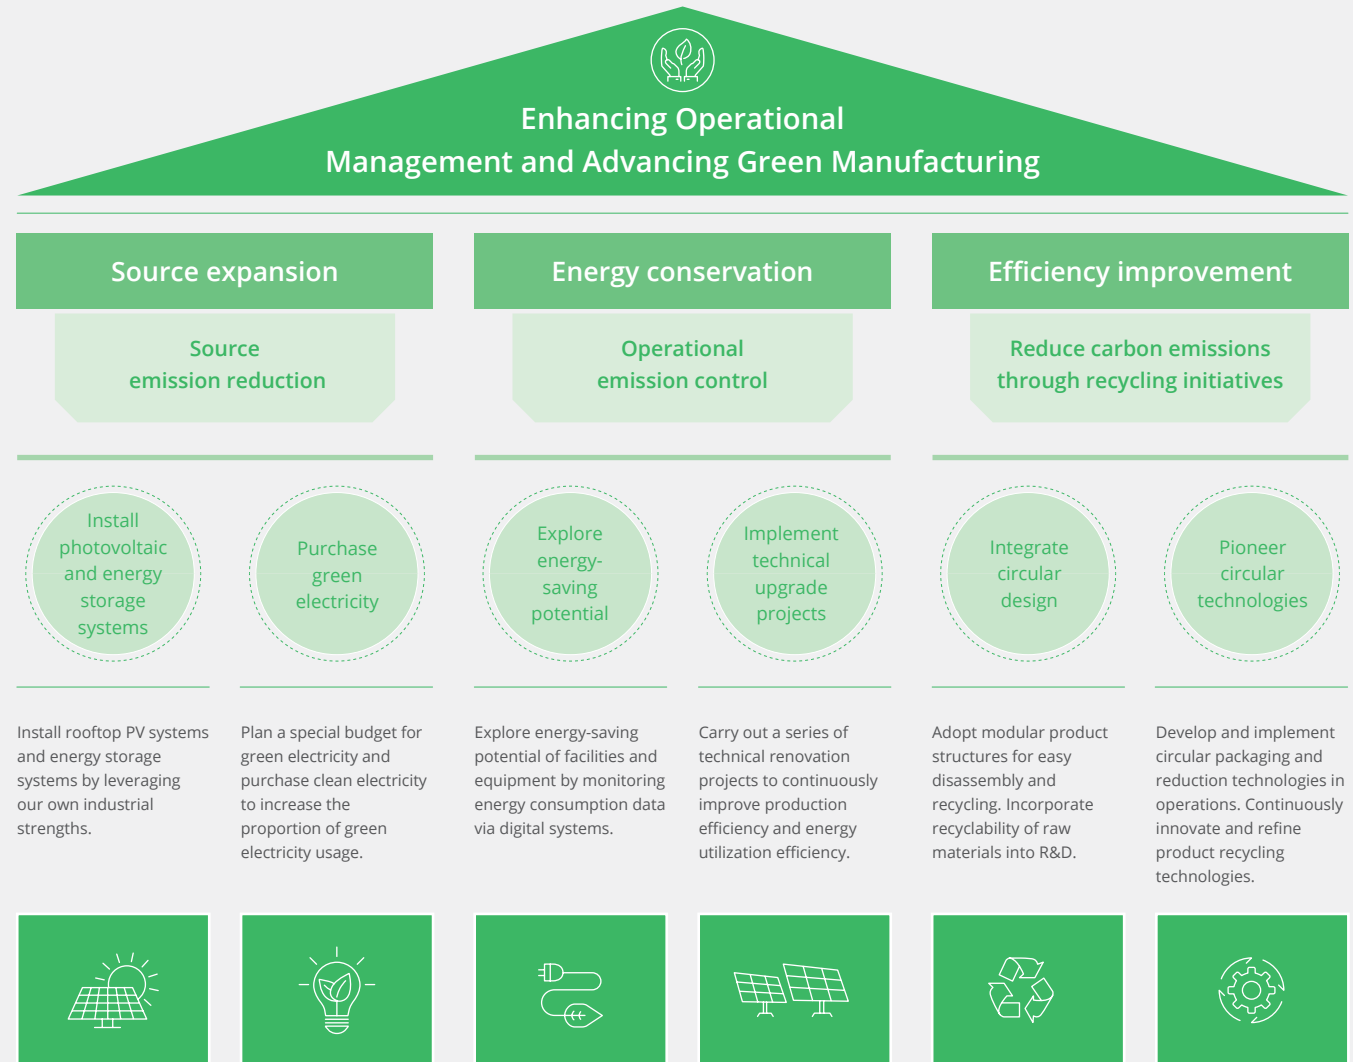 Enhancing Operational
Management and Advancing Green Manufacturing
Source expansion
Source
emission reduction
Energy conservation
Operational
emission control
Efficiency improvement
Reduce carbon emissions
through recycling initiatives
Install
photovoltaic
and energy
storage
systems
Purchase
green
electricity
Explore
energy-
saving
potential
Implement
technical
upgrade
projects
Integrate
circular
design
Pioneer
circular
technologies
Install rooftop PV systems
and energy storage
systems by leveraging
our own industrial
strengths.
Plan a special budget for
green electricity and
purchase clean electricity
to increase the
proportion of green
electricity usage.
Explore energy-saving
potential of facilities and
equipment by monitoring
energy consumption data
via digital systems.
Carry out a series of
technical renovation
projects to continuously
improve production
efficiency and energy
utilization efficiency.
Adopt modular product
structures for easy
disassembly and
recycling. Incorporate
recyclability of raw
materials into R&D.
Develop and implement
circular packaging and
reduction technologies in
operations. Continuously
innovate and refine
product recycling
technologies.